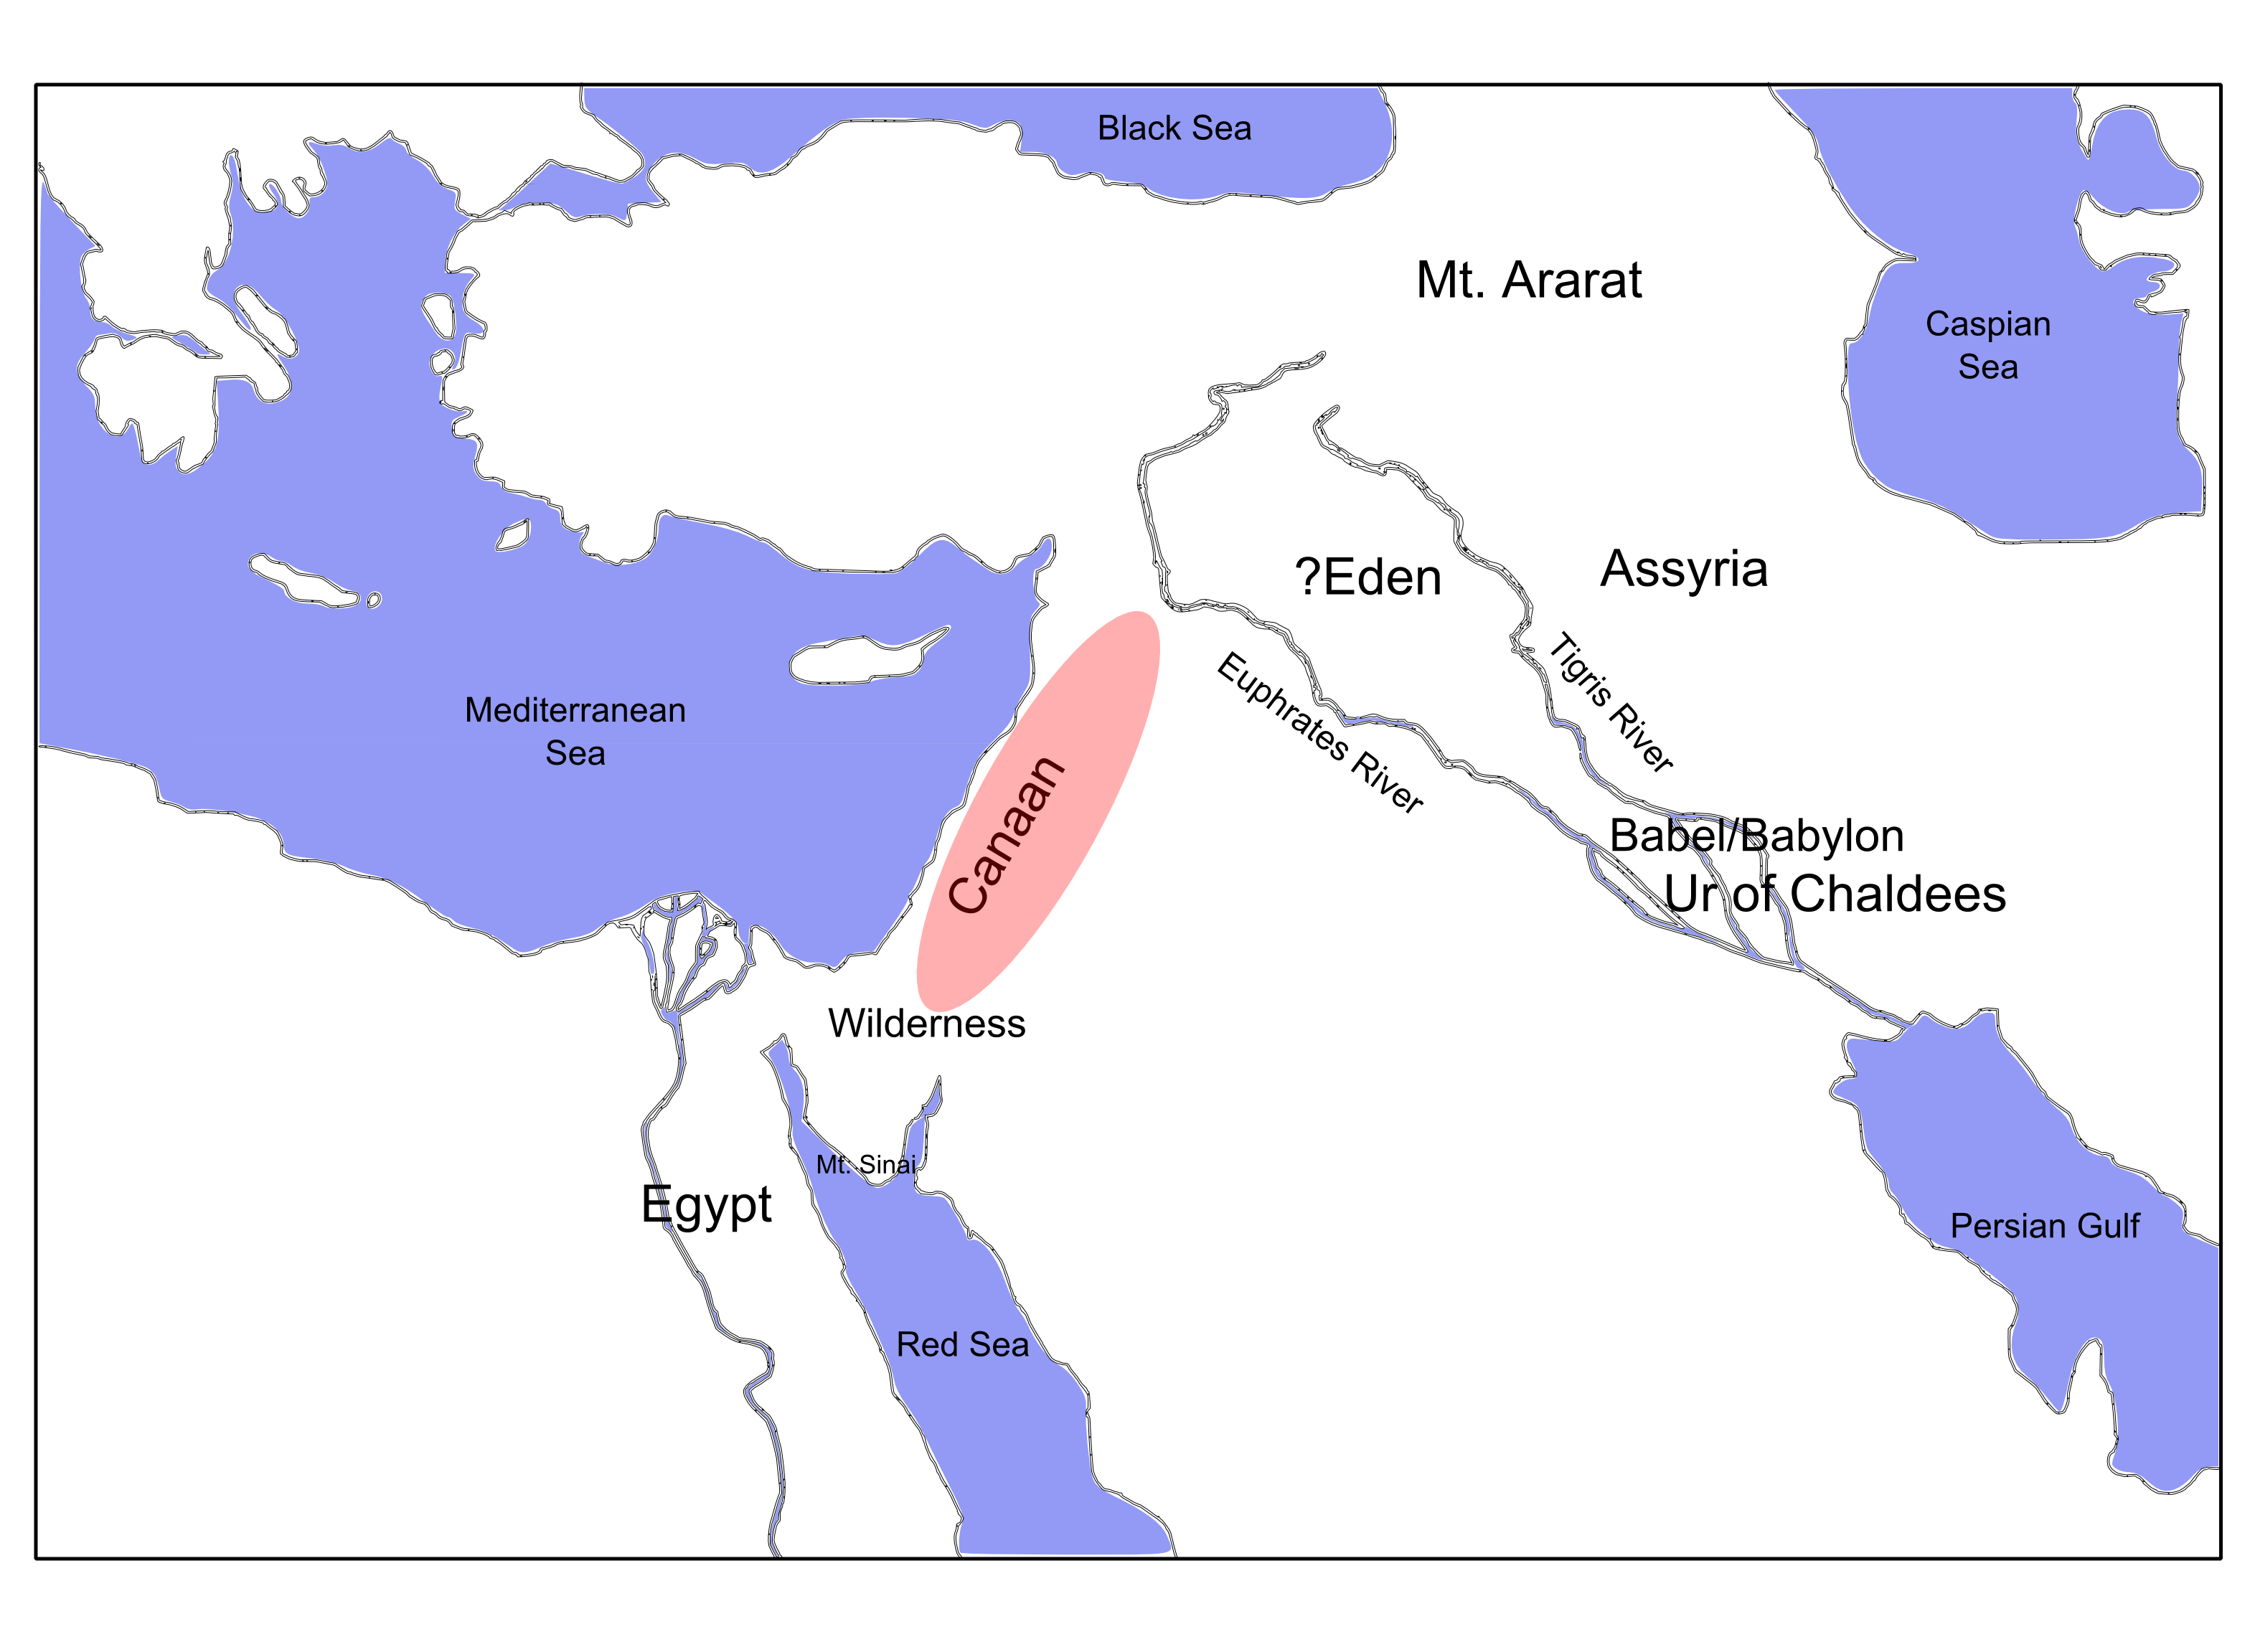 Black Sea
Mt. Ararat
Caspian
Sea
?Eden
Assyria
Tigris River
Euphrates River
Mediterranean
Sea
Canaan
Babel/Babylon
Ur of Chaldees
Wilderness
Mt. Sinai
Egypt
Persian Gulf
Red Sea